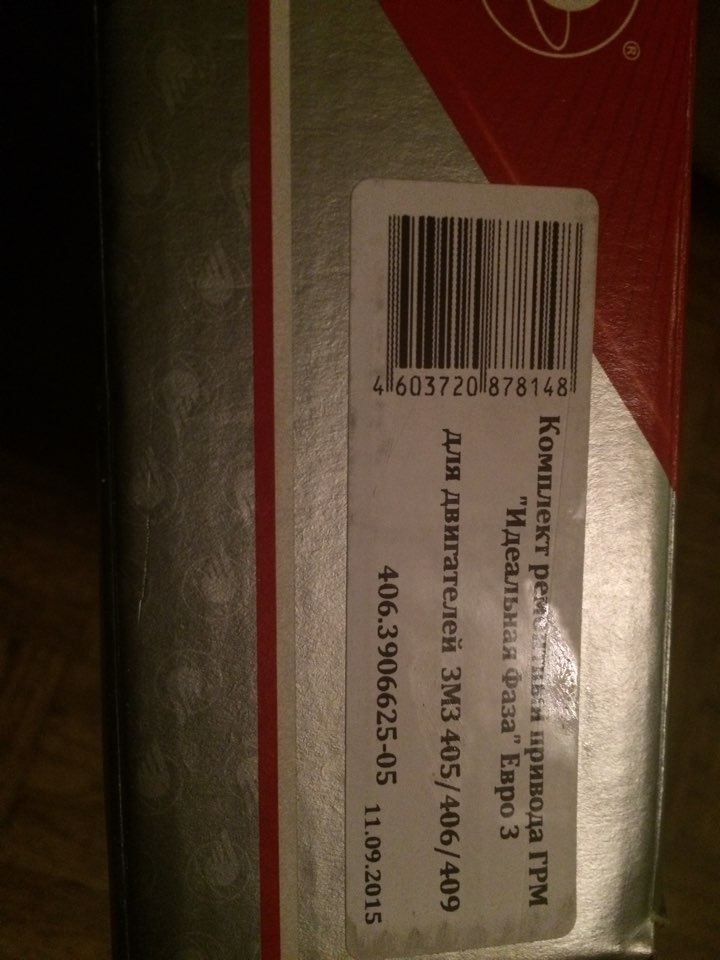 4 603720 878148
Комплект ремонтный привода ГРМ
"Идеальная Фаза" Евро 3
для двигателей ЗМЗ 405/406/409
406.3906625-05 11.09.2015
®